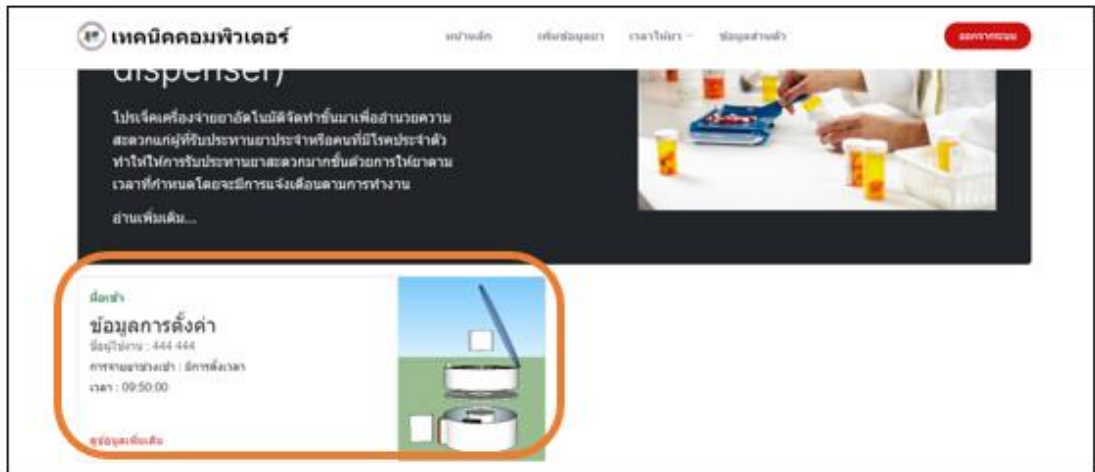 เทคนิคคอมพิวเตอร์
หน้าหลัก
เพิ่มข้อมูลยา
เวลาให้ยา
ข้อมูลส่วนตัว
ออกจากระบบ
dispenser)
โปรเจ็คเครื่องจ่ายยาอัตโนมัติจัดทำขึ้นมาเพื่ออำนวยความ
สะดวกแก่ผู้ที่รับประทานยาประจำหรือคนที่มีโรคประจำตัว
ทำให้ให้การรับประทานยาสะดวกมากขึ้นด้วยการให้ยาตาม
เวลาที่กำหนดโดยจะมีการแจ้งเตือนตามการทำงาน
อ่านเพิ่มเติม...
มื้อเช้า
ข้อมูลการตั้งค่า
ชื่อผู้ใช้งาน : 444 444
การจ่ายยาช่วงเช้า : มีการตั้งเวลา
เวลา : 09:50:00
ดูข้อมูลเพิ่มเติม